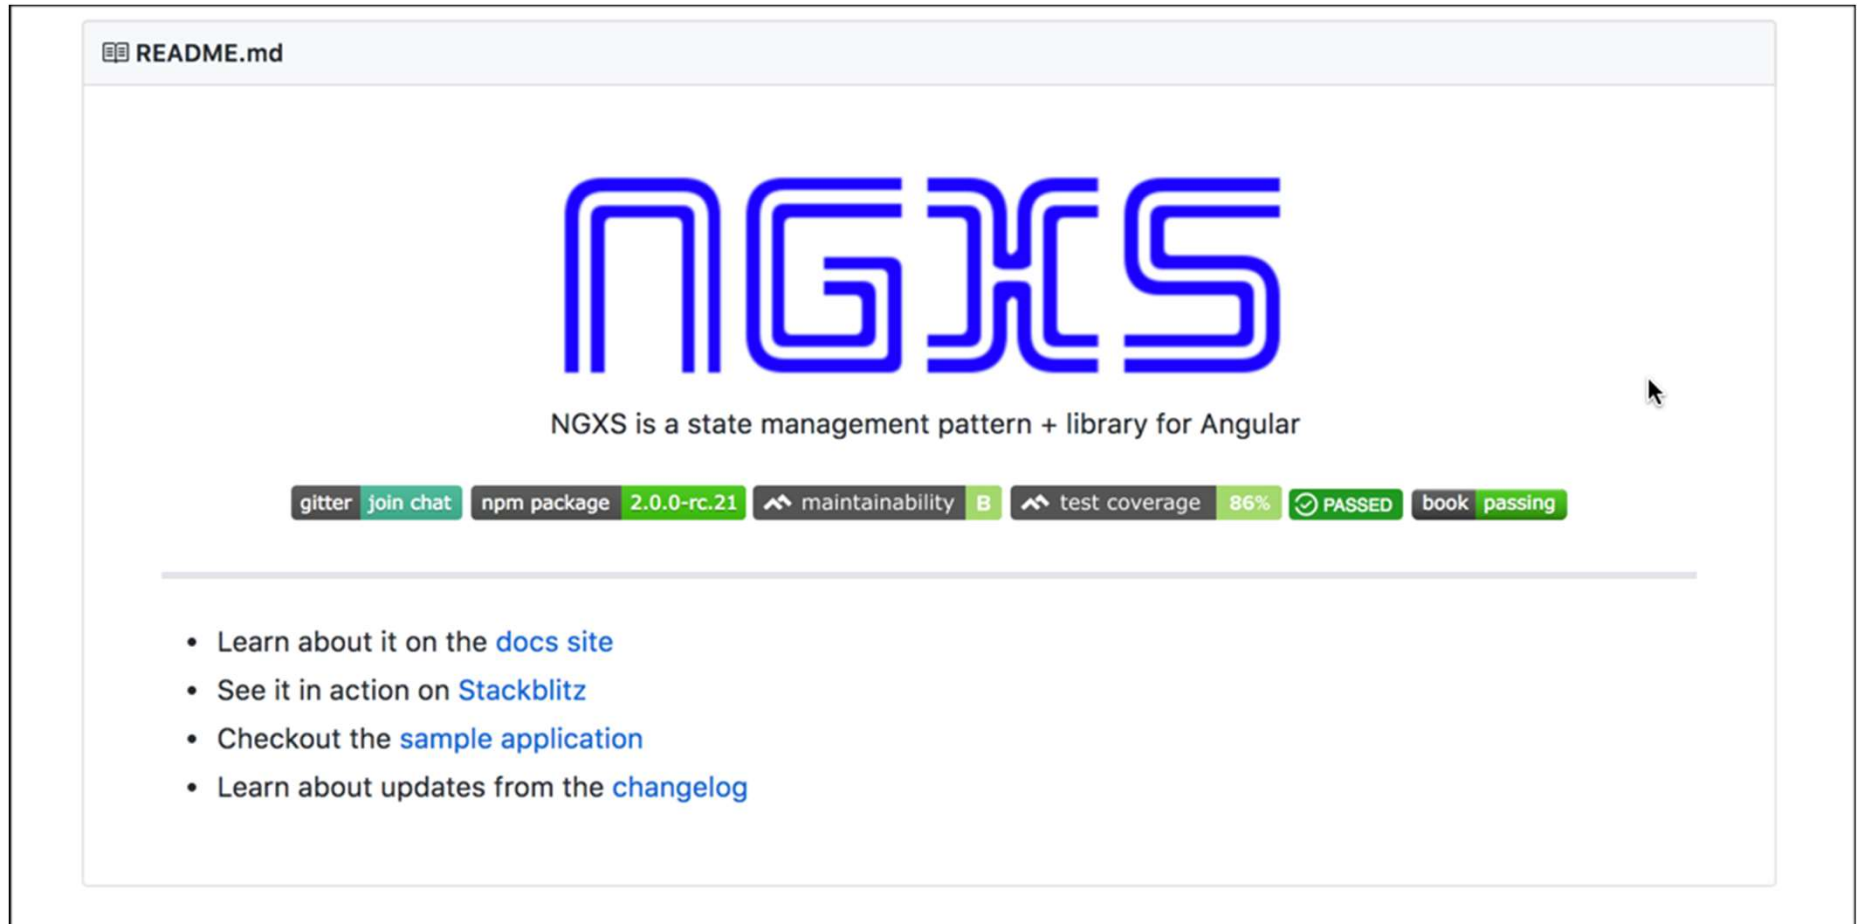 README.md
NGXS
NGXS is a state management pattern + library for Angular
gitter join chat npm package 2.0.0-rc.21 maintainability B test coverage 86% PASSED book passing
Learn about it on the docs site
See it in action on Stackblitz
Checkout the sample application
Learn about updates from the changelog